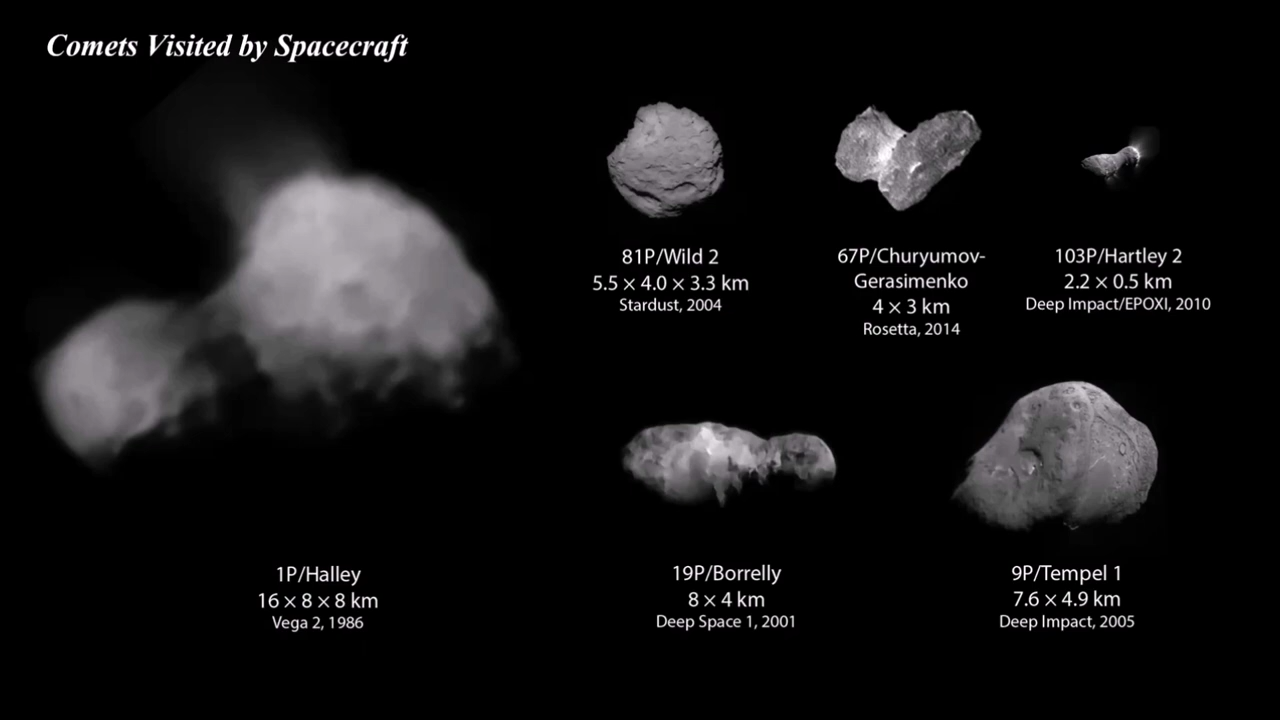 Comets Visited by Spacecraft
81P/Wild 2
5.5 × 4.0 × 3.3 km
Stardust, 2004
67P/Churyumov-
Gerasimenko
4 × 3 km
Rosetta, 2014
103P/Hartley 2
2.2 × 0.5 km
Deep Impact/EPOXI, 2010
1P/Halley
16 × 8 × 8 km
Vega 2, 1986
19P/Borrelly
8 × 4 km
Deep Space 1, 2001
9P/Tempel 1
7.6 × 4.9 km
Deep Impact, 2005